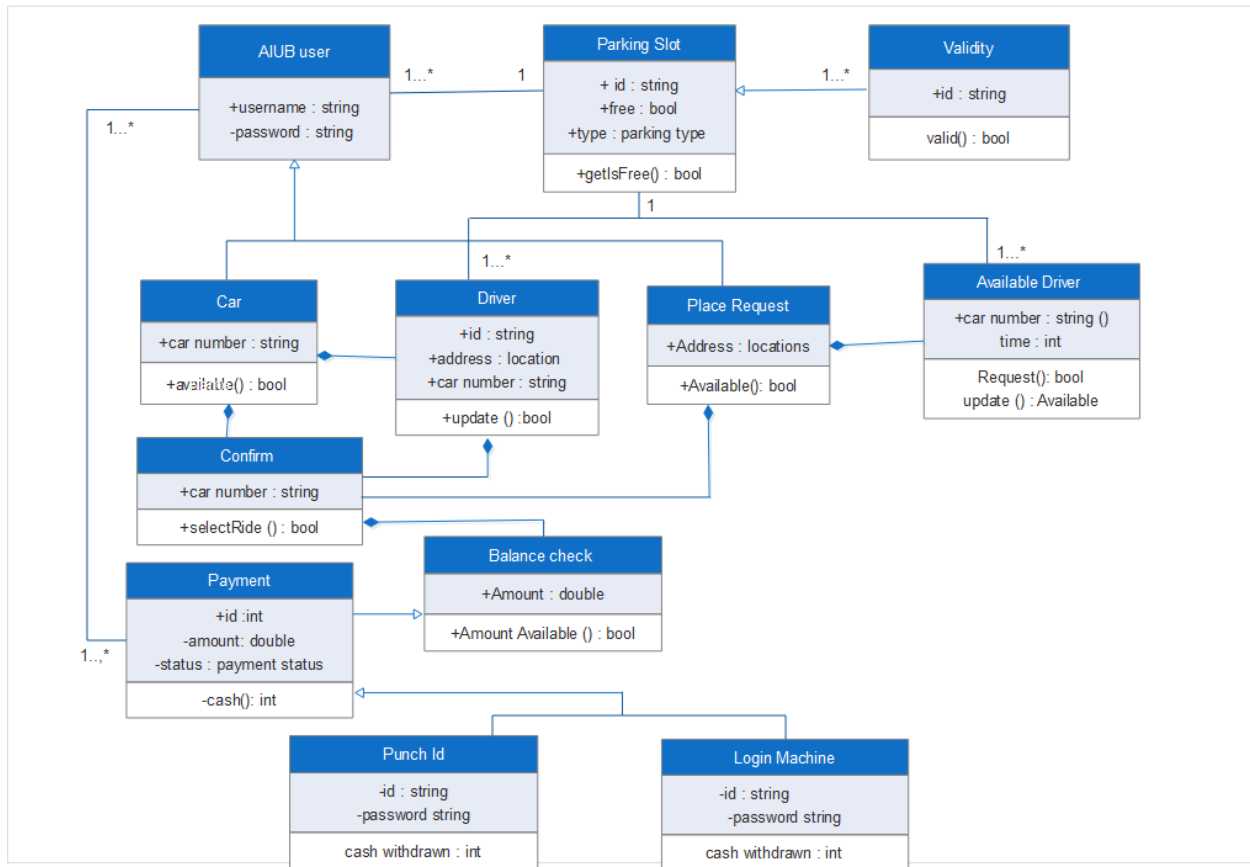 AIUB user
+username : string
-password : string
1...*
1
Parking Slot
+ id : string
+free : bool
+type : parking type
+getIsFree() : bool
1...*
Validity
+id : string
valid() : bool
1...*
1
1...*
1...*
Car
+car number : string
+available() : bool
Driver
+id : string
+address : location
+car number : string
+update () :bool
Place Request
+Address : locations
+Available(): bool
Available Driver
+car number : string ()
time : int
Request(): bool
update () : Available
Confirm
+car number : string
+selectRide () : bool
Balance check
+Amount : double
+Amount Available () : bool
Payment
+id :int
-amount: double
-status : payment status
-cash(): int
1..,*
Punch Id
-id : string
-password string
cash withdrawn : int
Login Machine
-id : string
-password string
cash withdrawn : int